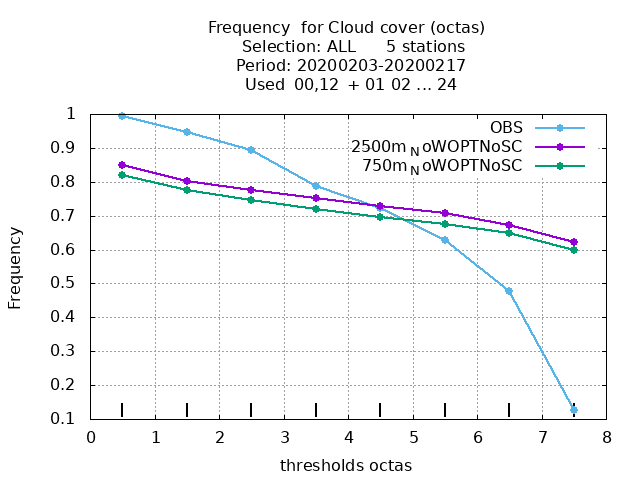 Frequency for Cloud cover (octas)
Selection: ALL 5 stations
Period: 20200203-20200217
Used 00,12 + 01 02 ... 24
OBS
2500m_NoWOPTNoSC
750m_NoWOPTNoSC
1
0.9
0.8
0.7
0.6
0.5
0.4
0.3
0.2
0.1
0 1 2 3 4 5 6 7 8
Frequency
thresholds octas